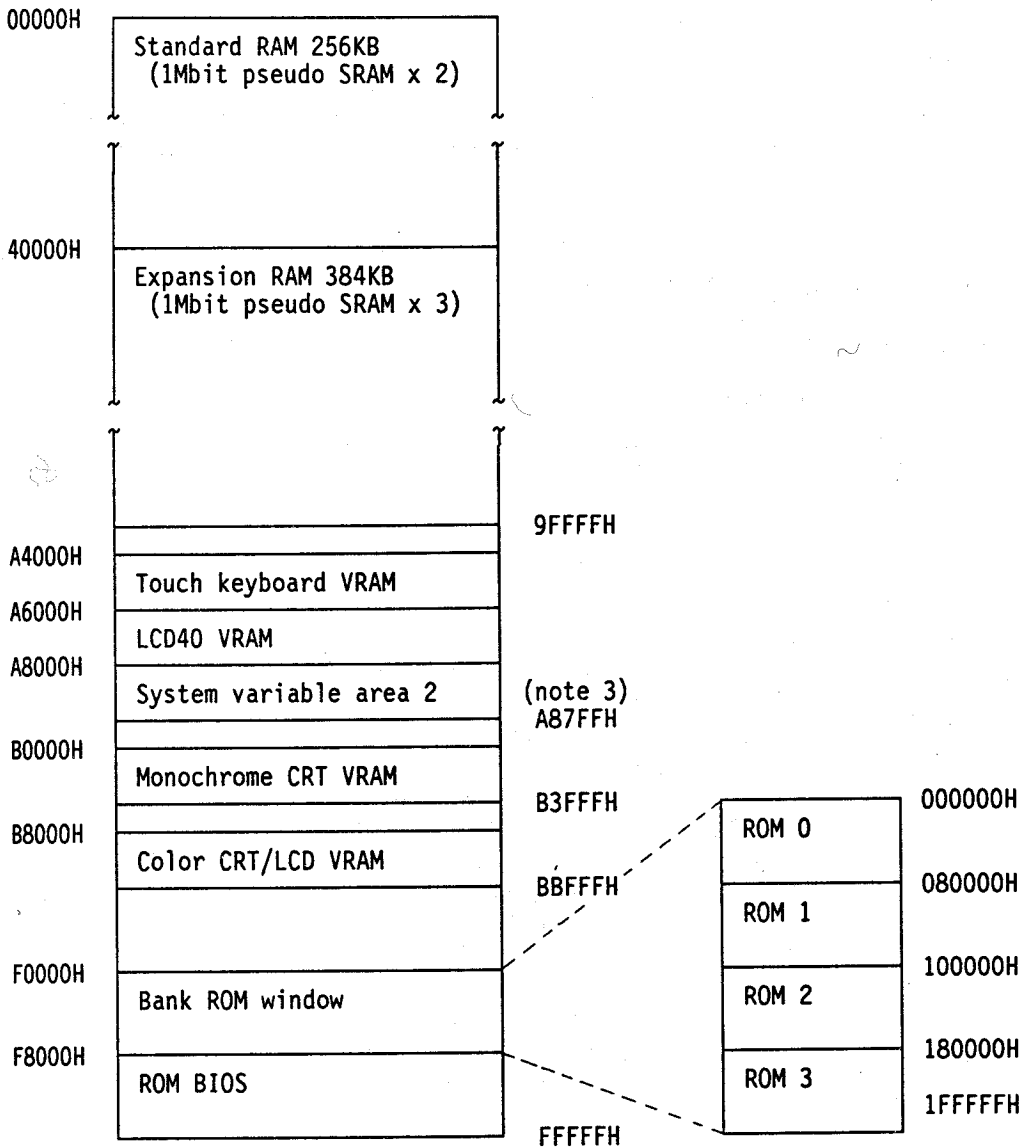 00000H
Standard RAM 256KB
(1Mbit pseudo SRAM x 2)
40000H
Expansion RAM 384KB
(1Mbit pseudo SRAM x 3)
9FFFFH
A4000H
Touch keyboard VRAM
A6000H
LCD40 VRAM
A8000H
System variable area 2
(note 3)
A87FFH
B0000H
Monochrome CRT VRAM
B3FFFH
B8000H
Color CRT/LCD VRAM
BBFFFH
F0000H
Bank ROM window
F8000H
ROM BIOS
FFFFFH
000000H
ROM 0
080000H
ROM 1
100000H
ROM 2
180000H
ROM 3
1FFFFFH